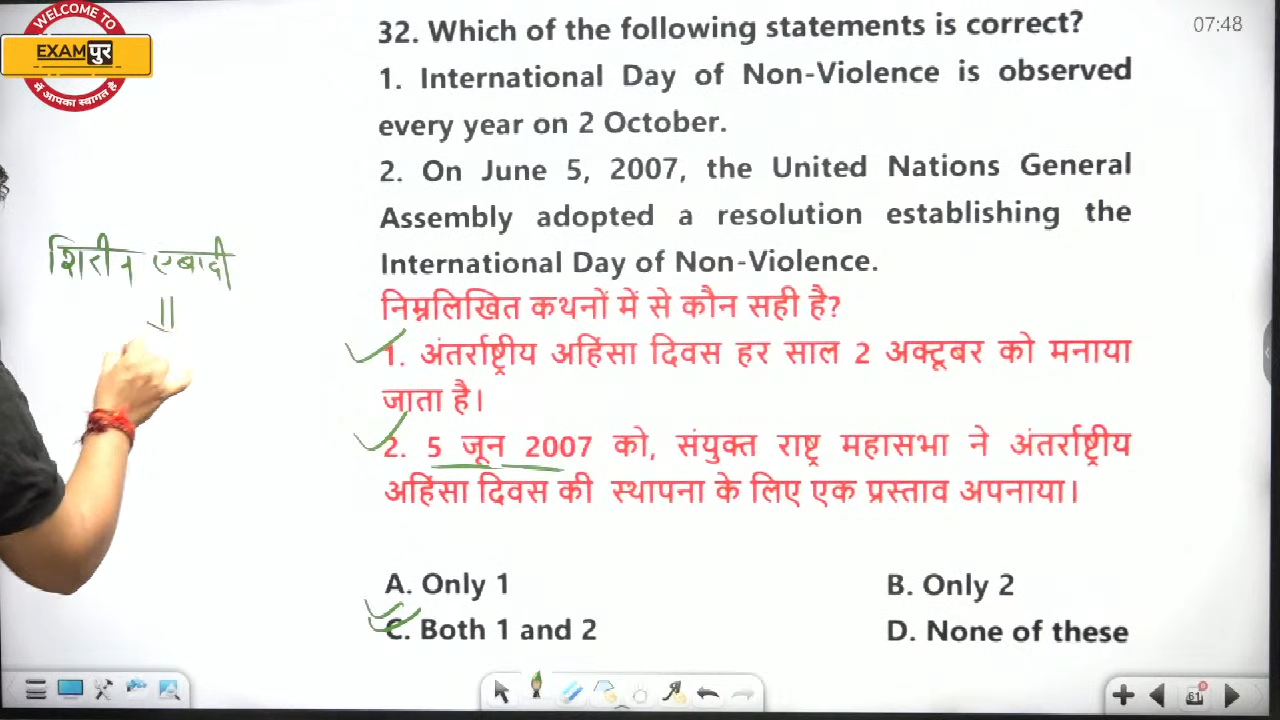 WELCOME TO
EXAMपुर
में आपका स्वागत है
07:48
32. Which of the following statements is correct?
1. International Day of Non-Violence is observed
every year on 2 October.
2. On June 5, 2007, the United Nations General
Assembly adopted a resolution establishing the
International Day of Non-Violence.
शिरीन एबादी
निम्नलिखित कथनों में से कौन सही है?
1. अंतर्राष्ट्रीय अहिंसा दिवस हर साल 2 अक्टूबर को मनाया
जाता है।
2. 5 जून 2007 को, संयुक्त राष्ट्र महासभा ने अंतर्राष्ट्रीय
अहिंसा दिवस की स्थापना के लिए एक प्रस्ताव अपनाया।
A. Only 1
B. Only 2
C. Both 1 and 2
D. None of these
61